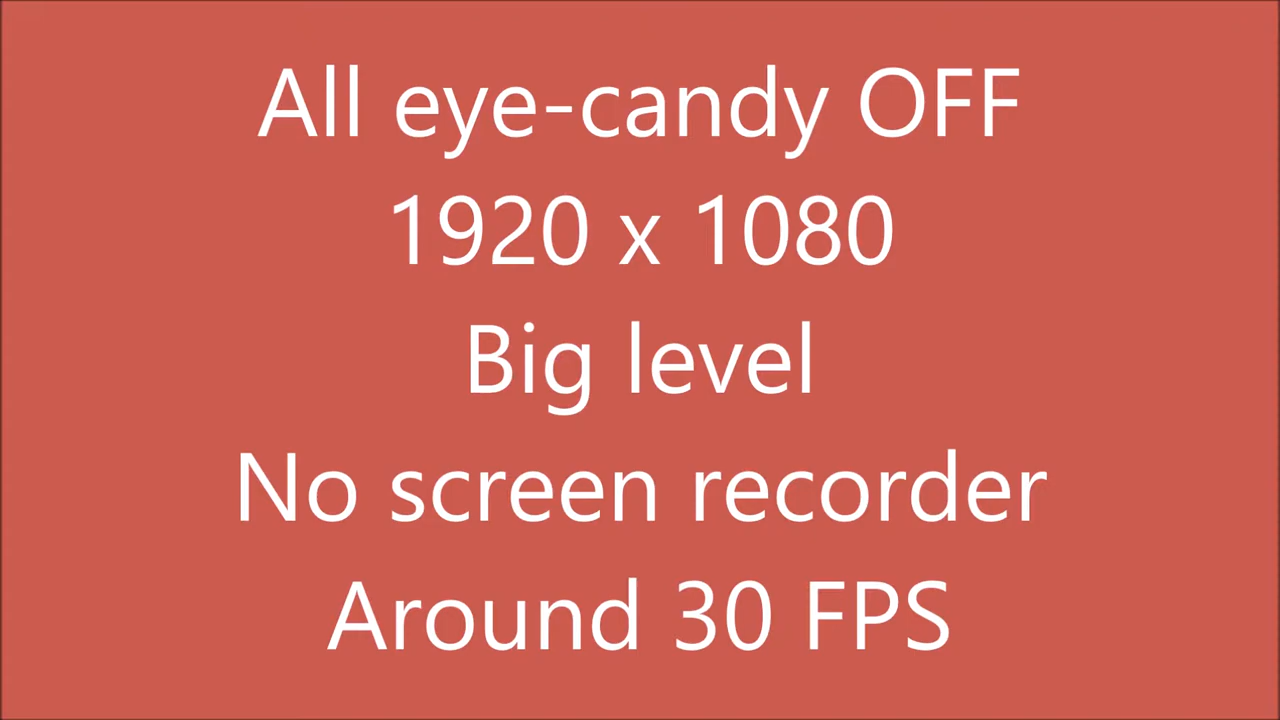 All eye-candy OFF
1920 x 1080
Big level
No screen recorder
Around 30 FPS